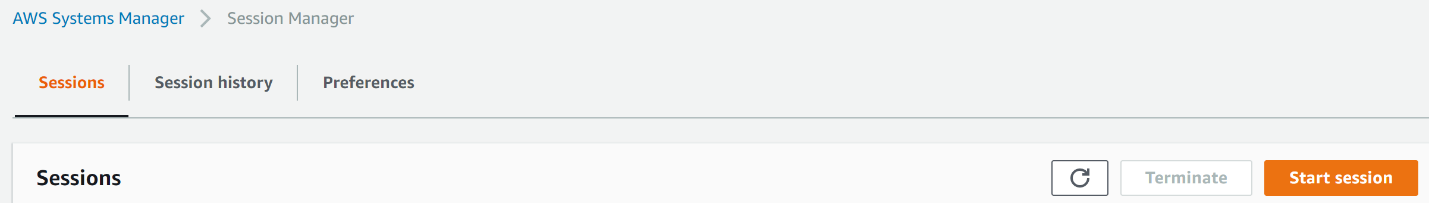 AWS Systems Manager > Session Manager
Sessions Session history Preferences
Sessions Terminate Start session